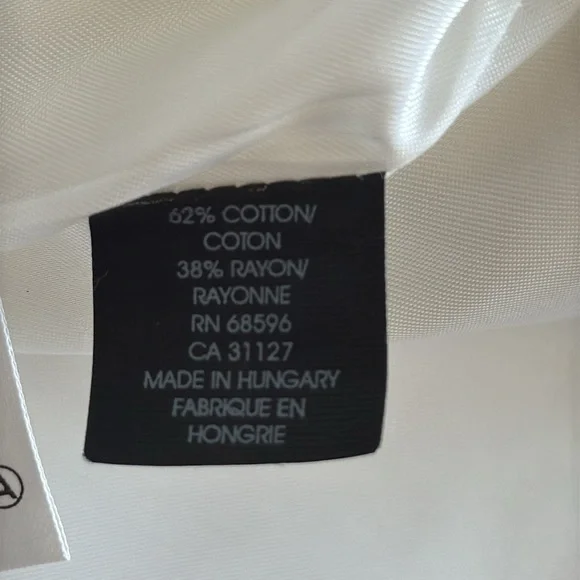 62% COTTON/
COTON
38% RAYON/
RAYONNE
RN 68596
CA 31127
MADE IN HUNGARY
FABRIQUE EN
HONGRIE
A